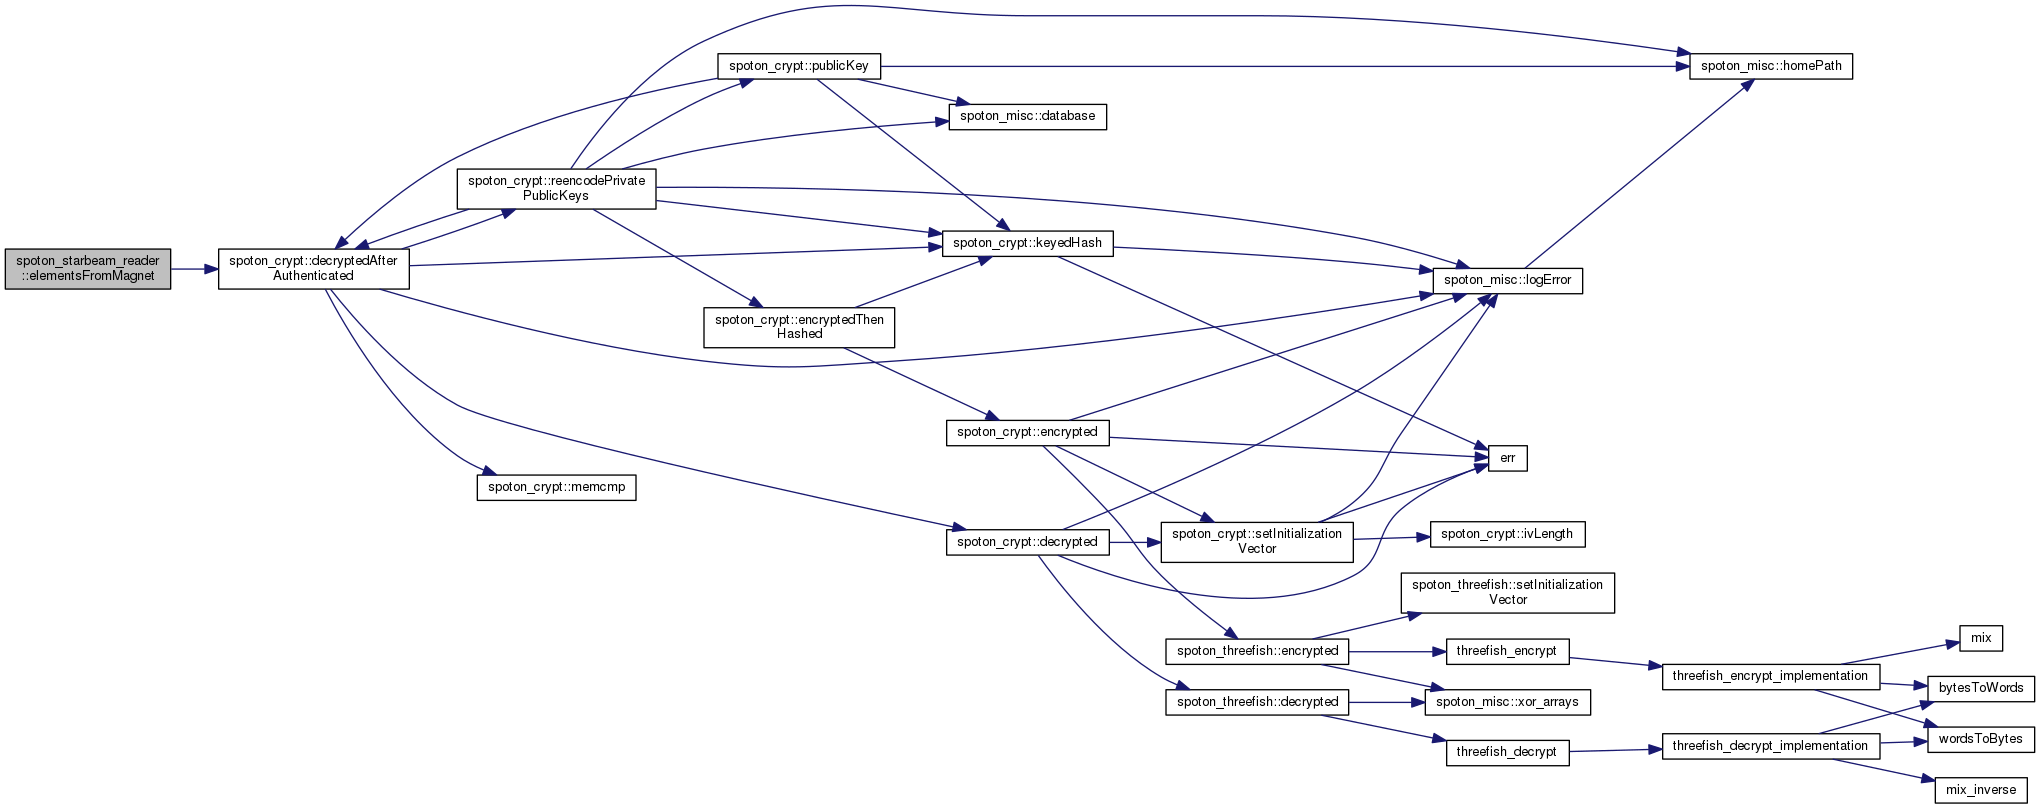 spoton_crypt::publicKey
spoton_misc::homePath
spoton_misc::database
spoton_crypt::reencodePrivate
PublicKeys
spoton_crypt::keyedHash
spoton_starbeam_reader
::elementsFromMagnet
spoton_crypt::decryptedAfter
Authenticated
spoton_misc::logError
spoton_crypt::encryptedThen
Hashed
spoton_crypt::encrypted
err
spoton_crypt::memcmp
spoton_crypt::decrypted
spoton_crypt::setInitialization
Vector
spoton_crypt::ivLength
spoton_threefish::setInitialization
Vector
spoton_threefish::encrypted
threefish_encrypt
mix
threefish_encrypt_implementation
bytesToWords
spoton_threefish::decrypted
spoton_misc::xor_arrays
threefish_decrypt
threefish_decrypt_implementation
wordsToBytes
mix_inverse